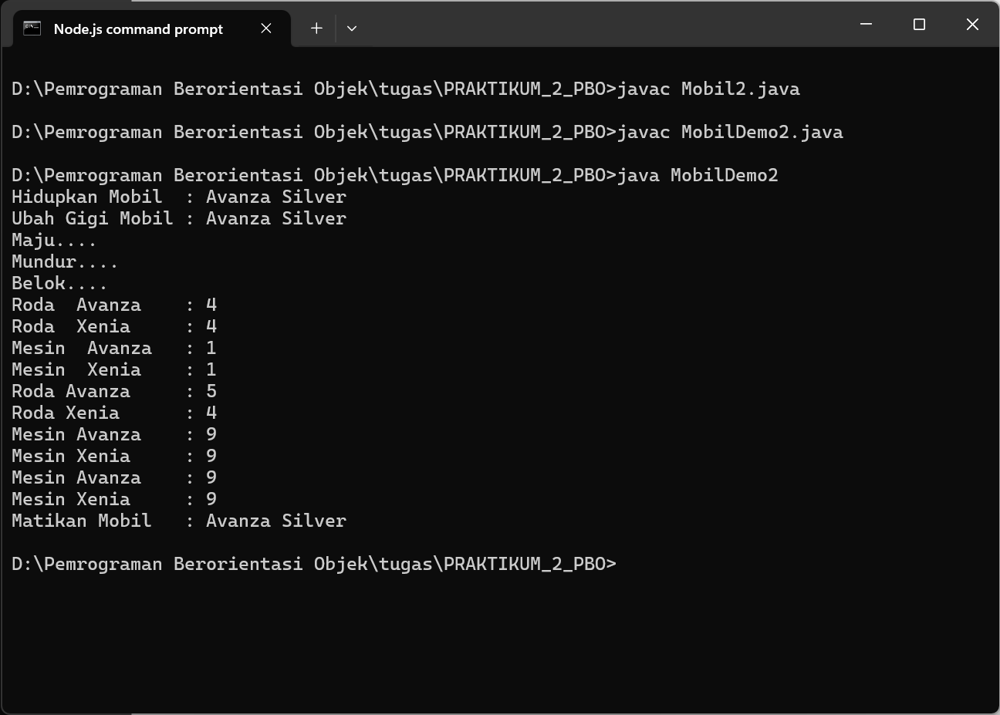 Node.js command prompt
D:\Pemrograman Berorientasi Objek\tugas\PRAKTIKUM_2_PBO>javac Mobil2.java
D:\Pemrograman Berorientasi Objek\tugas\PRAKTIKUM_2_PBO>javac MobilDemo2.java
D:\Pemrograman Berorientasi Objek\tugas\PRAKTIKUM_2_PBO>java MobilDemo2
Hidupkan Mobil  : Avanza Silver
Ubah Gigi Mobil : Avanza Silver
Maju....
Mundur....
Belok....
Roda  Avanza    : 4
Roda  Xenia     : 4
Mesin  Avanza   : 1
Mesin  Xenia    : 1
Roda Avanza     : 5
Roda Xenia      : 4
Mesin Avanza    : 9
Mesin Xenia     : 9
Mesin Avanza    : 9
Mesin Xenia     : 9
Matikan Mobil   : Avanza Silver
D:\Pemrograman Berorientasi Objek\tugas\PRAKTIKUM_2_PBO>